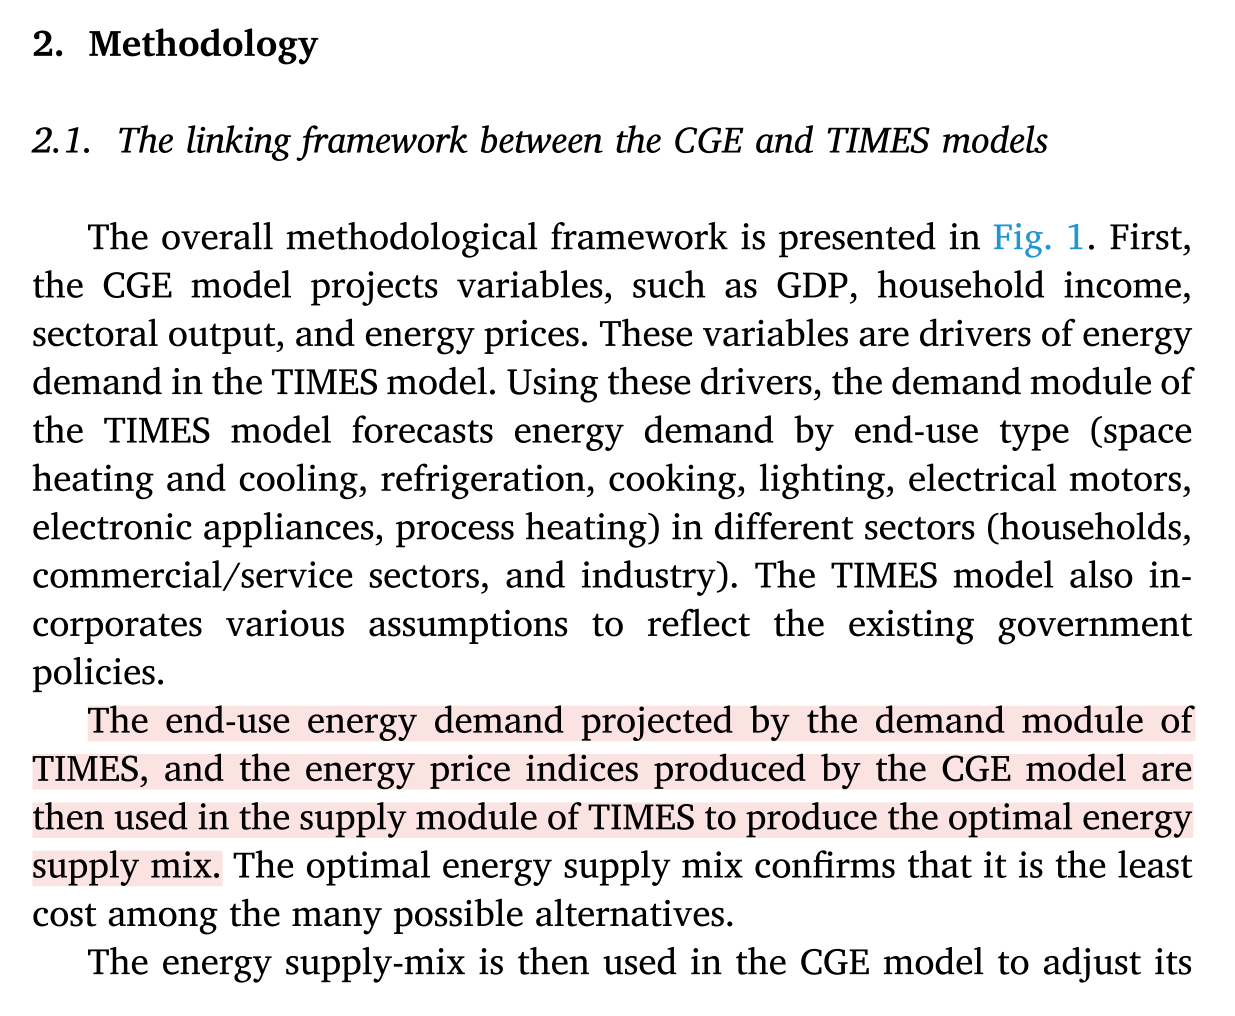 2. Methodology
2.1. The linking framework between the CGE and TIMES models
The overall methodological framework is presented in Fig. 1. First,
the CGE model projects variables, such as GDP, household income,
sectoral output, and energy prices. These variables are drivers of energy
demand in the TIMES model. Using these drivers, the demand module of
the TIMES model forecasts energy demand by end-use type (space
heating and cooling, refrigeration, cooking, lighting, electrical motors,
electronic appliances, process heating) in different sectors (households,
commercial/service sectors, and industry). The TIMES model also in-
corporates various assumptions to reflect the existing government
policies.
The end-use energy demand projected by the demand module of
TIMES, and the energy price indices produced by the CGE model are
then used in the supply module of TIMES to produce the optimal energy
supply mix. The optimal energy supply mix confirms that it is the least
cost among the many possible alternatives.
The energy supply-mix is then used in the CGE model to adjust its